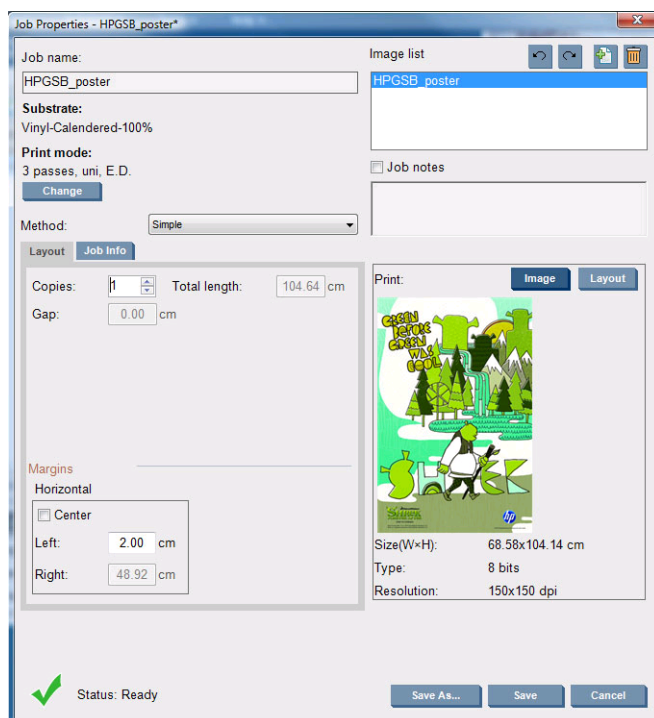 Job Properties - HPGSB_poster*
Job name:
HPGSB_poster
Substrate:
Vinyl-Calendered-100%
Print mode:
3 passes, uni, E.D.
Change
Method:
Simple
Layout
Job Info
Copies:
1
Total length:
104.64 cm
Gap:
0.00 cm
Margins
Horizontal
Center
Left:
2.00 cm
Right:
48.92 cm
Image list
HPGSB_poster
Job notes
Print:
Image
Layout
GREEN
BEFORE
GREEN
WAS
COOL
SHREK
hp
Size(W×H):
68.58x104.14 cm
Type:
8 bits
Resolution:
150x150 dpi
Status: Ready
Save As...
Save
Cancel